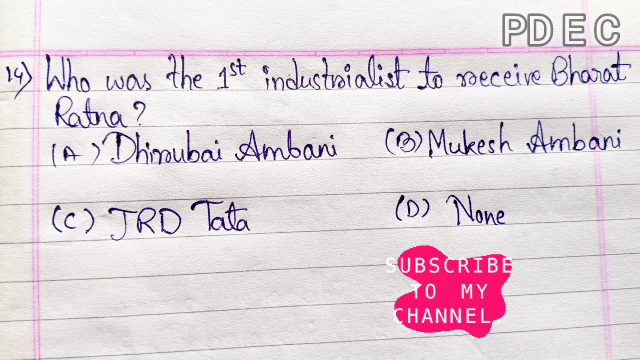 PDEC
14) Who was the 1st industrialist to receive Bharat
Ratna?
(A) Dhirubai Ambani (B) Mukesh Ambani
(C) JRD Tata (D) None
SUBSCRIBE
TO MY
CHANNEL.